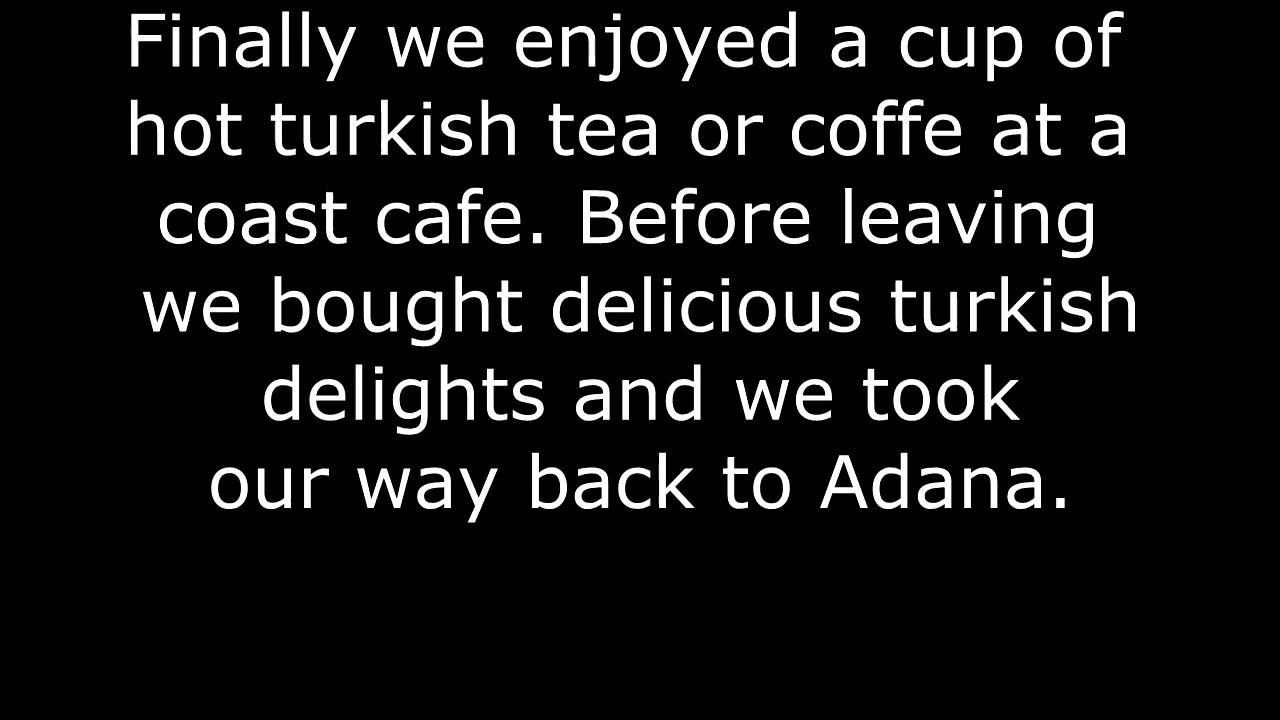 Finally we enjoyed a cup of
hot turkish tea or coffe at a
coast cafe. Before leaving
we bought delicious turkish
delights and we took
our way back to Adana.